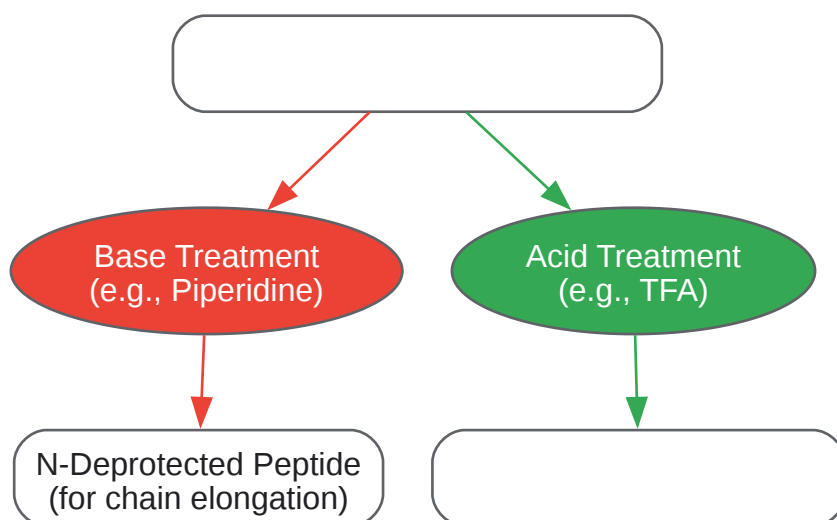 Base Treatment
(e.g., Piperidine)
Acid Treatment
(e.g., TFA)
N-Deprotected Peptide
(for chain elongation)